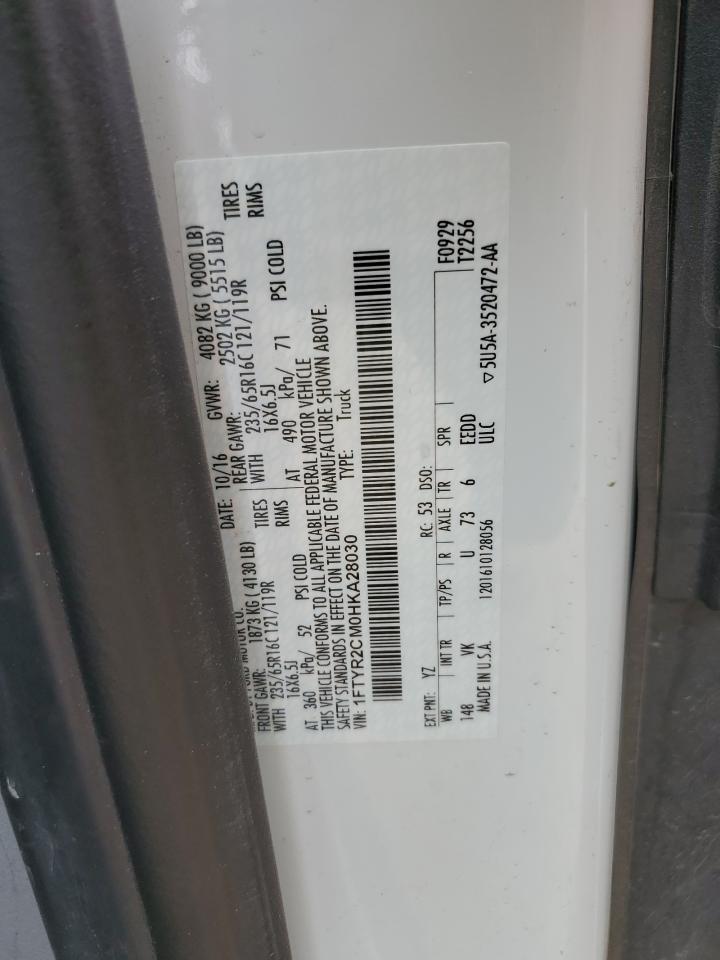 FORD MOTOR CO.
DATE: 10/16 GVWR: 4082 KG ( 9000 LB)
FRONT GAWR: 1873 KG ( 4130 LB) REAR GAWR: 2502 KG ( 5515 LB)
WITH 235/65R16C 121/119R TIRES WITH 235/65R16C 121/119R TIRES
16X6.5J RIMS 16X6.5J RIMS
AT 360 kPa/ 52 PSI COLD AT 490 kPa/ 71 PSI COLD
THIS VEHICLE CONFORMS TO ALL APPLICABLE FEDERAL MOTOR VEHICLE
SAFETY STANDARDS IN EFFECT ON THE DATE OF MANUFACTURE SHOWN ABOVE.
VIN: 1FTYR2CM0HKA28030 TYPE: Truck
EXT PNT: YZ RC: 53 DSO: F0929
WB INT TR TP/PS R AXLE TR SPR T2256
148 VK U 73 6 EEDD
MADE IN U.S.A. 1201610128056 ULC ▽5U5A-3520472-AA